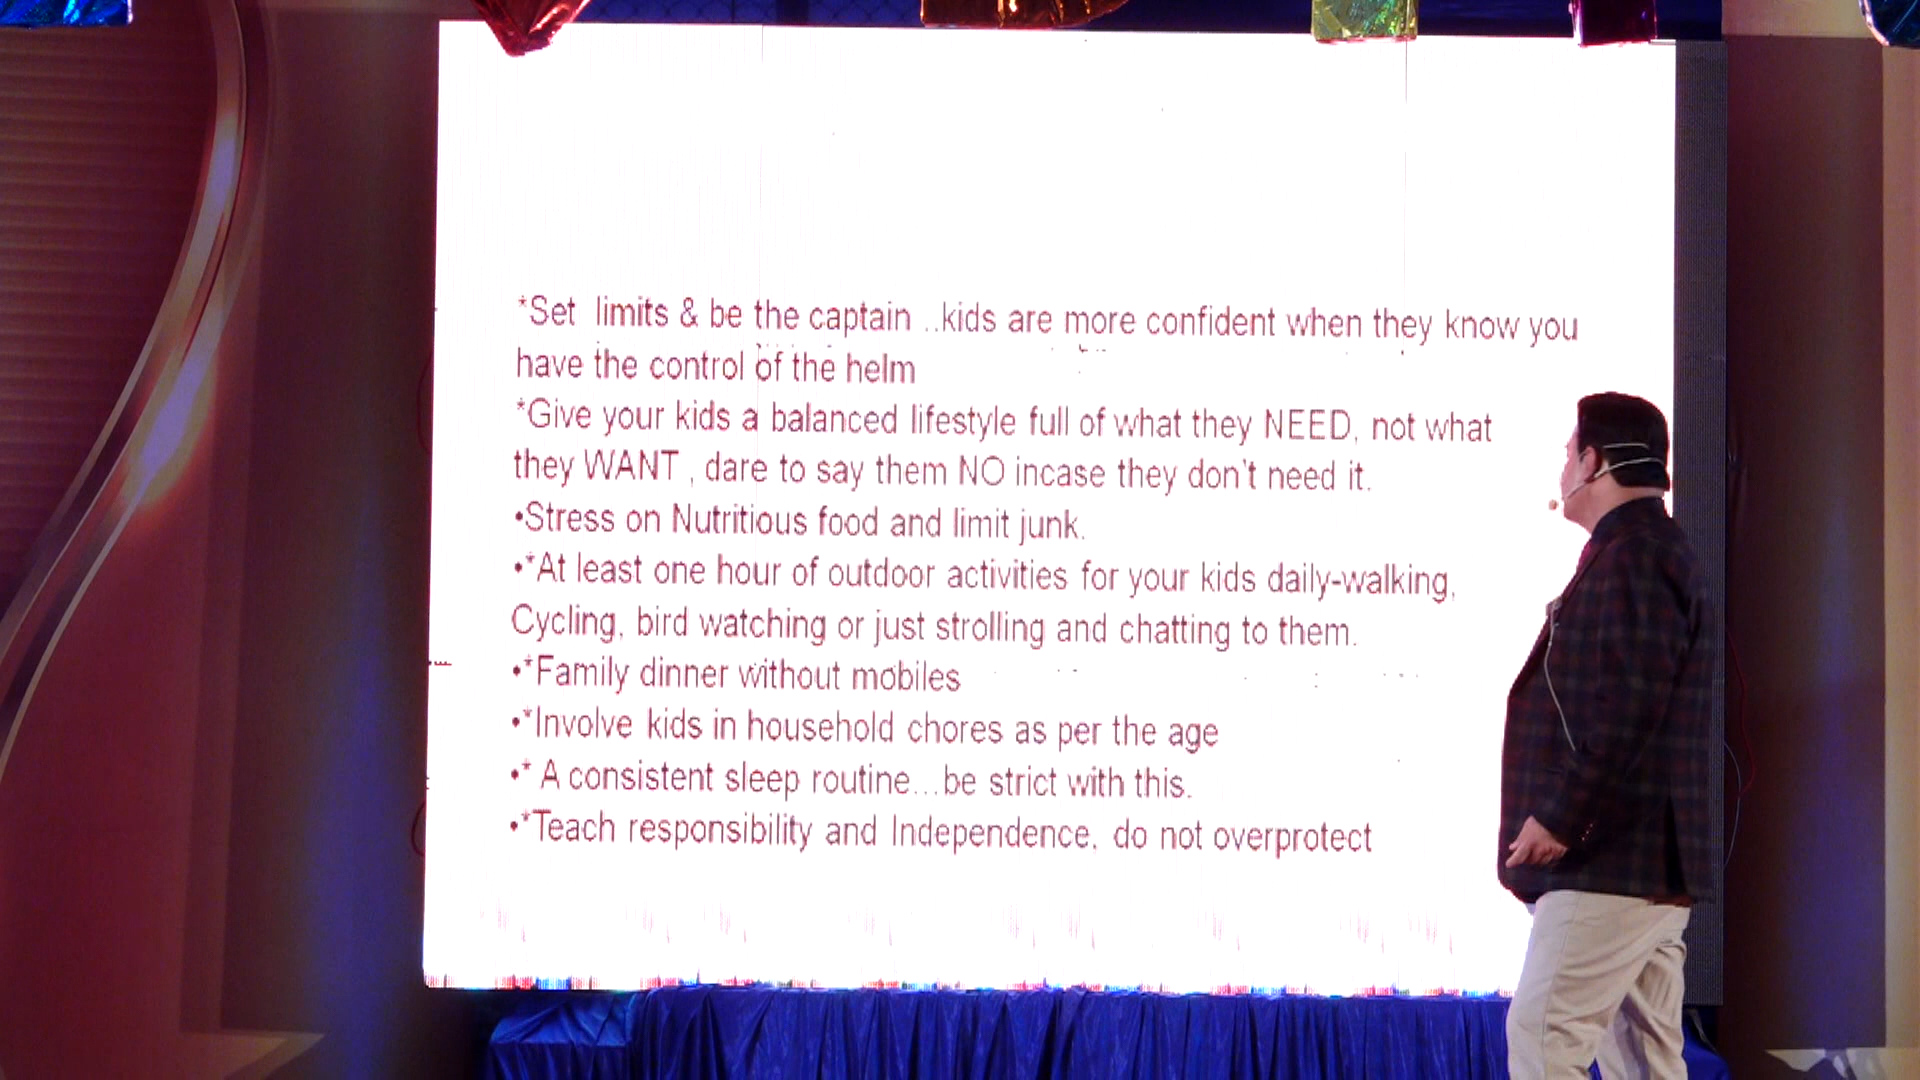 *Set  limits & be the captain ..kids are more confident when they know you
have the control of the helm
*Give your kids a balanced lifestyle full of what they NEED, not what
they WANT , dare to say them NO incase they don't need it.
•Stress on Nutritious food and limit junk.
•*At least one hour of outdoor activities for your kids daily-walking,
Cycling, bird watching or just strolling and chatting to them.
•*Family dinner without mobiles
•*Involve kids in household chores as per the age
•* A consistent sleep routine...be strict with this.
•*Teach responsibility and Independence, do not overprotect